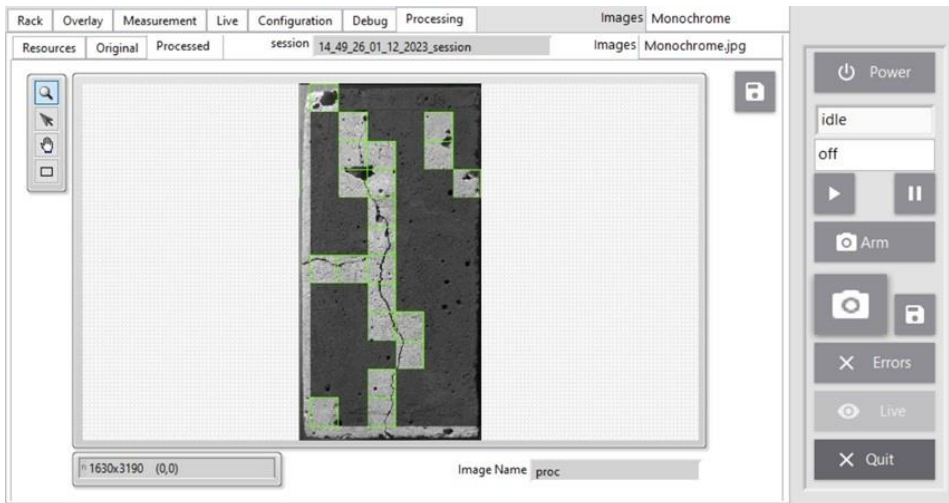 Rack Overlay Measurement Live Configuration Debug Processing Images Monochrome
Resources Original Processed session 14_49_26_01_12_2023_session Images Monochrome.jpg
Power
idle
off
Arm
Errors
Live
Quit
1630x3190 (0,0)
Image Name proc